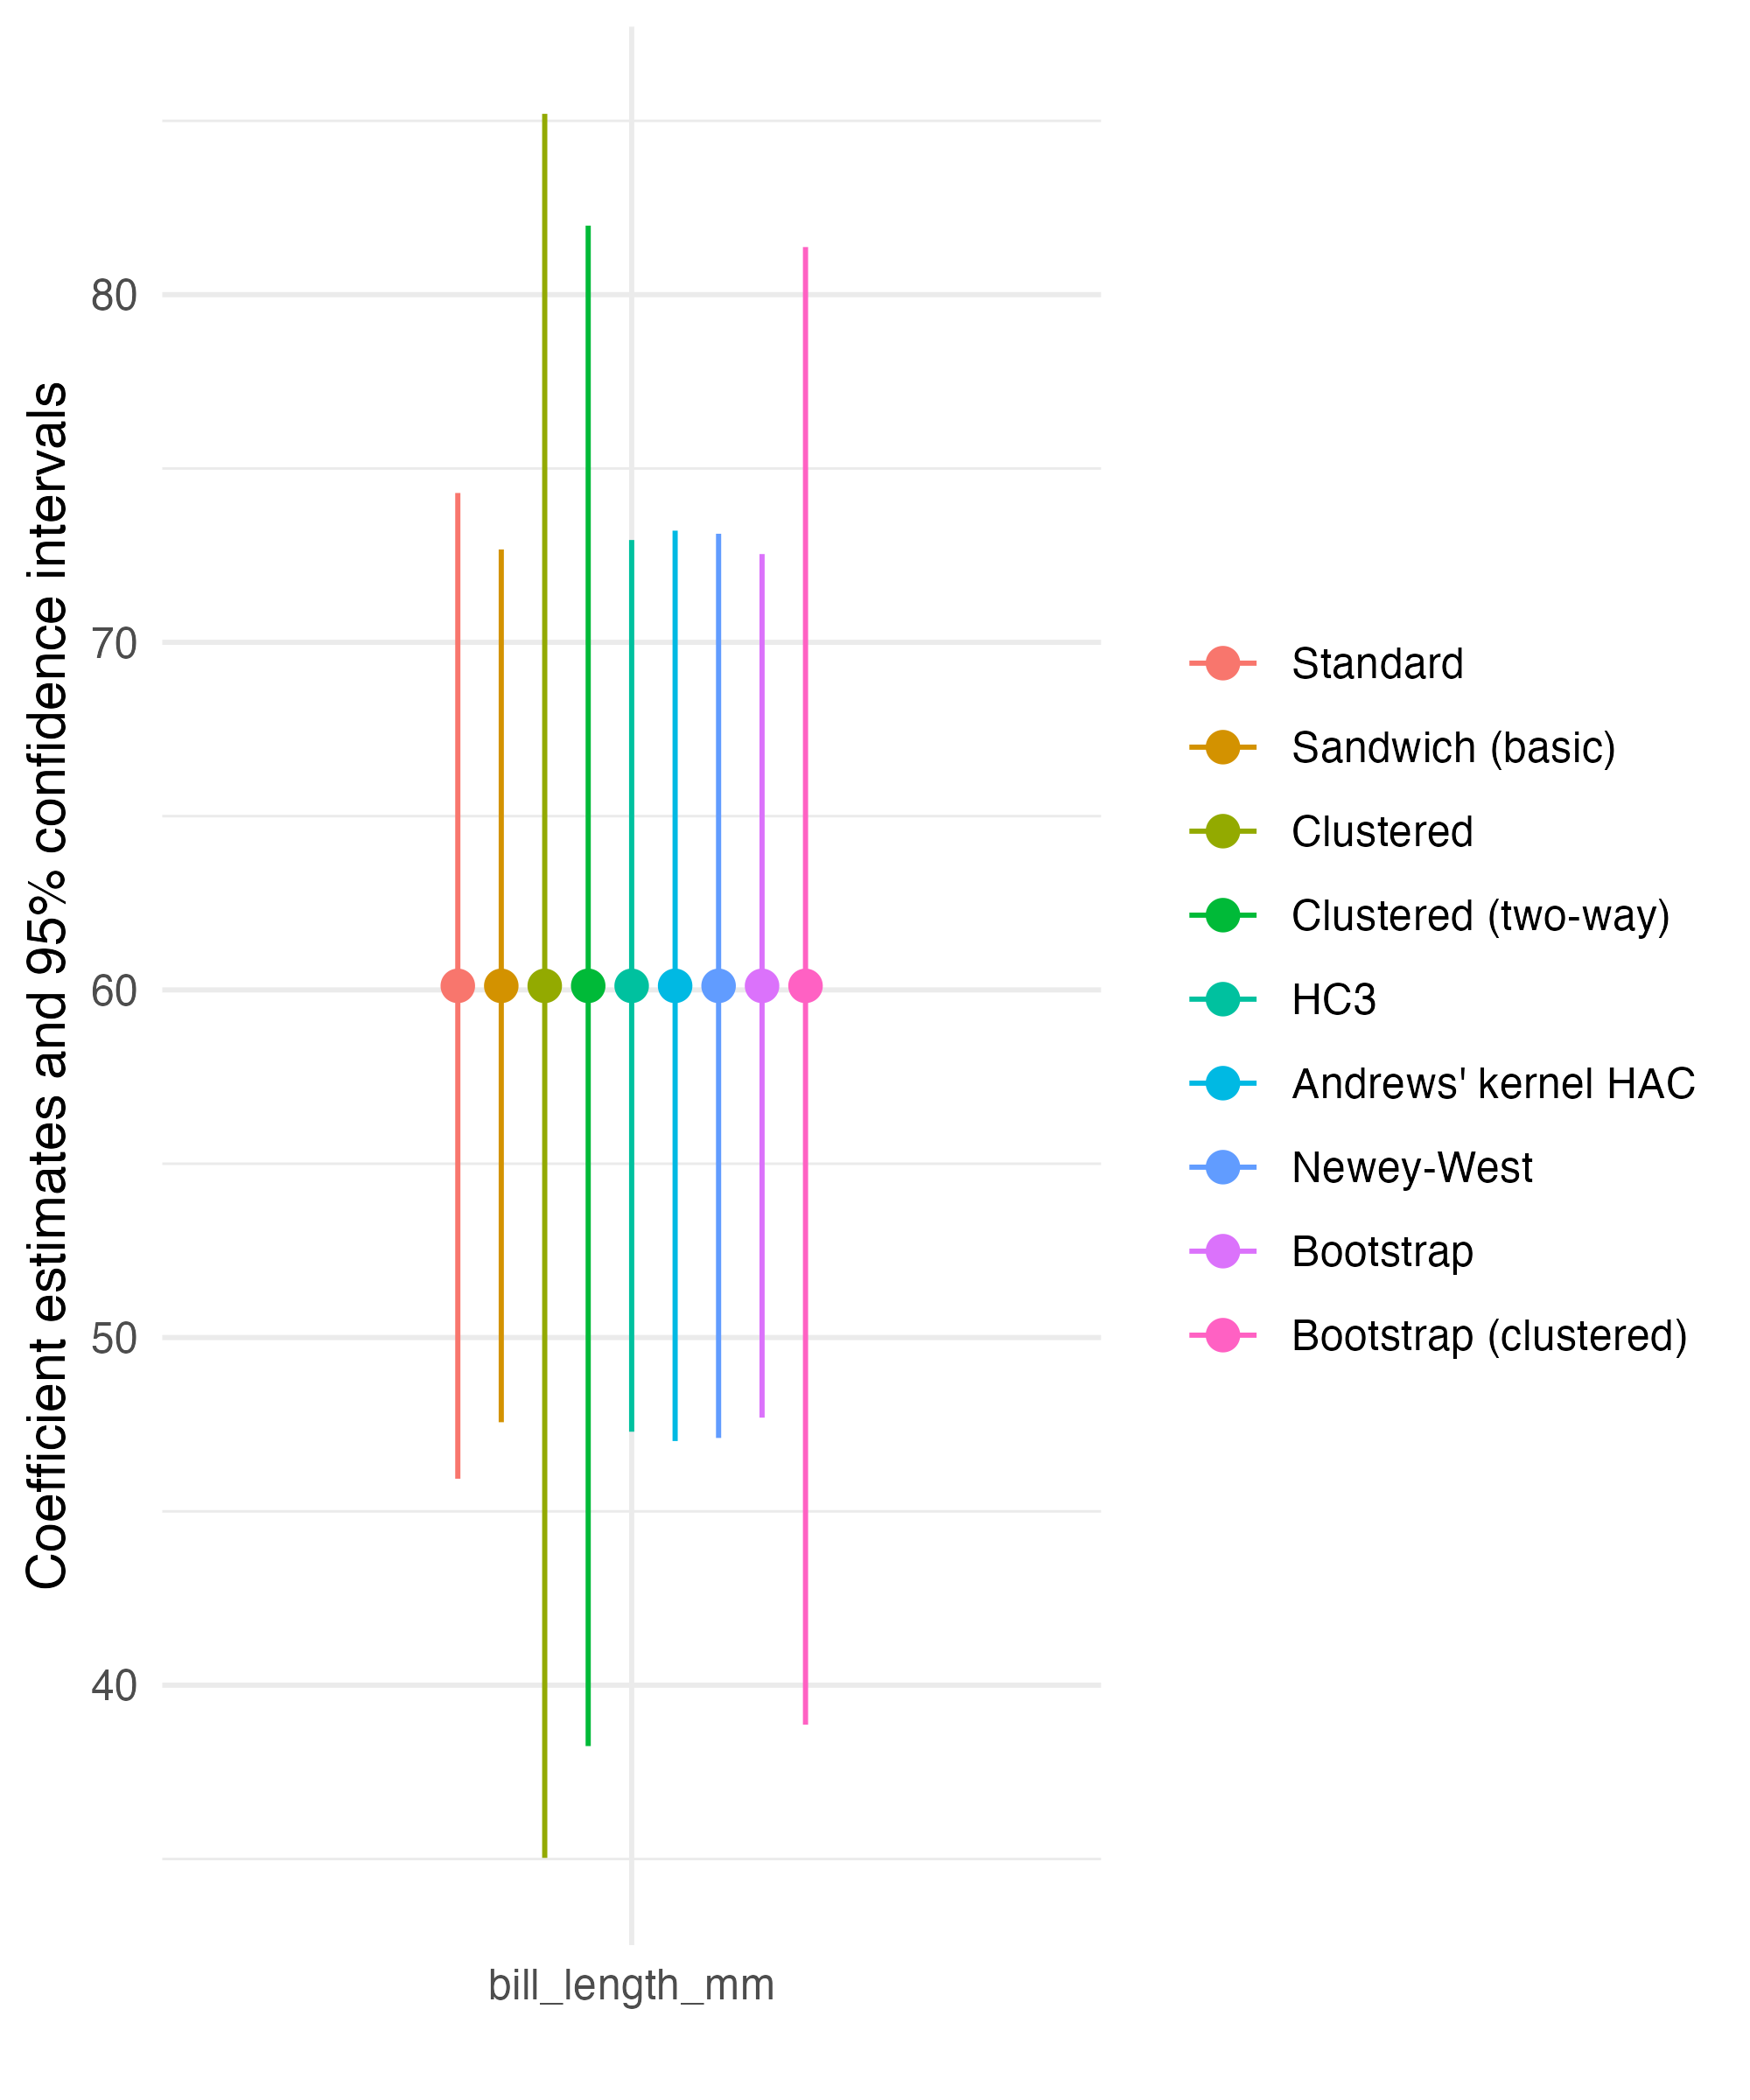 Coefficient estimates and 95% confidence intervals
80
70
60
50
40
bill_length_mm
Standard
Sandwich (basic)
Clustered
Clustered (two-way)
HC3
Andrews' kernel HAC
Newey-West
Bootstrap
Bootstrap (clustered)